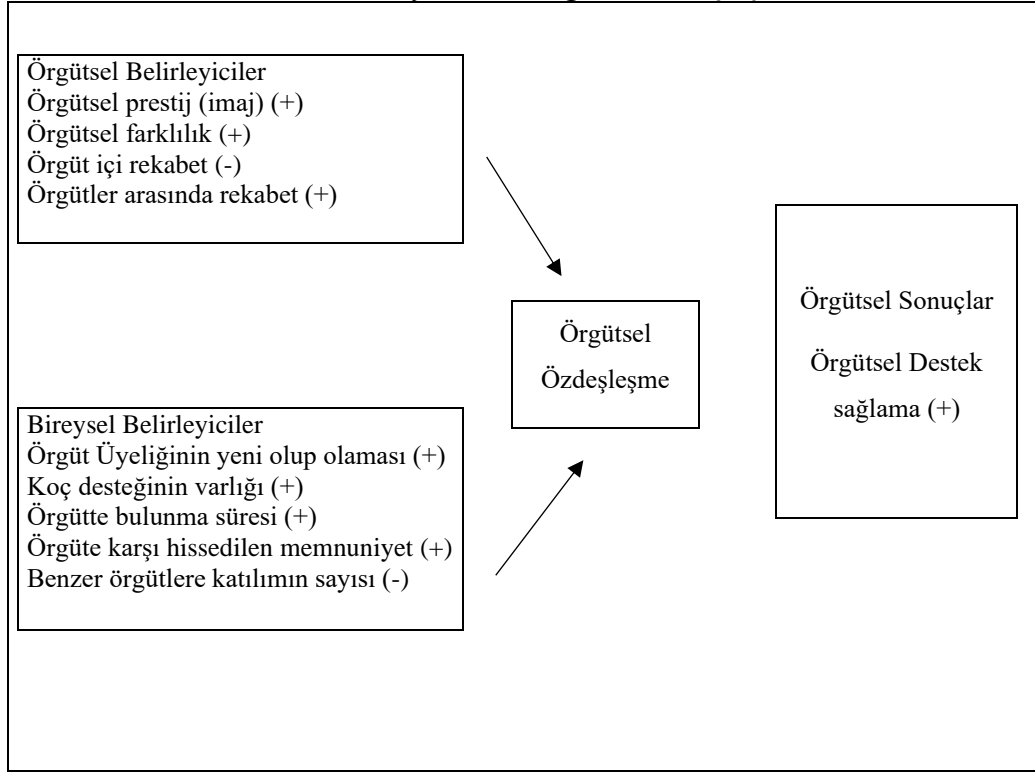 Örgütsel Belirleyiciler
Örgütsel prestij (imaj) (+)
Örgütsel farklılık (+)
Örgüt içi rekabet (-)
Örgütler arasında rekabet (+)
Örgütsel
Özdeşleşme
Örgütsel Sonuçlar
Örgütsel Destek
sağlama (+)
Bireysel Belirleyiciler
Örgüt Üyeliğinin yeni olup olaması (+)
Koç desteğinin varlığı (+)
Örgütte bulunma süresi (+)
Örgüte karşı hissedilen memnuniyet (+)
Benzer örgütlere katılımın sayısı (-)